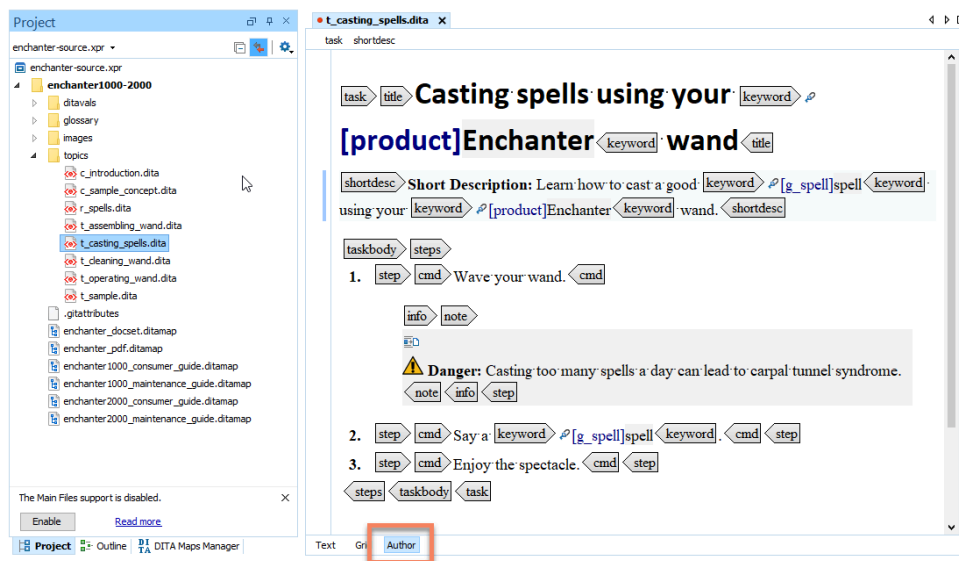 Project
enchanter-source.xpr
enchanter-source.xpr
enchanter1000-2000
ditavals
glossary
images
topics
c_introduction.dita
c_sample_concept.dita
r_spells.dita
t_assembling_wand.dita
t_casting_spells.dita
t_cleaning_wand.dita
t_operating_wand.dita
t_sample.dita
.gitattributes
enchanter_docset.ditamap
enchanter_pdf.ditamap
enchanter1000_consumer_guide.ditamap
enchanter1000_maintenance_guide.ditamap
enchanter2000_consumer_guide.ditamap
enchanter2000_maintenance_guide.ditamap
The Main Files support is disabled.
Enable Read more
Project Outline DITA DITA Maps Manager
t_casting_spells.dita
task shortdesc
task title Casting spells using your keyword
[product]Enchanter keyword wand title
shortdesc Short Description: Learn how to cast a good keyword [g_spell]spell keyword
using your keyword [product]Enchanter keyword wand. shortdesc
taskbody steps
1. step cmd Wave your wand. cmd
info note
Danger: Casting too many spells a day can lead to carpal tunnel syndrome.
note info step
2. step cmd Say a keyword [g_spell]spell keyword . cmd step
3. step cmd Enjoy the spectacle. cmd step
steps taskbody task
Text Author